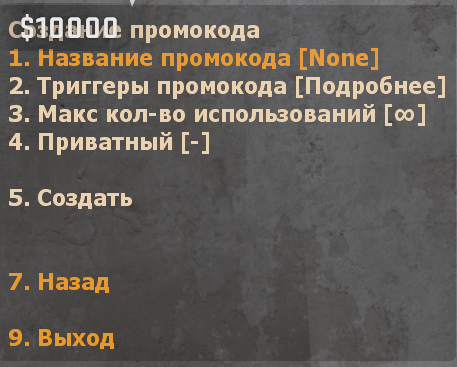 $10000
Создание промокода
1. Название промокода [None]
2. Триггеры промокода [Подробнее]
3. Макс кол-во использований [∞]
4. Приватный [-]
5. Создать
7. Назад
9. Выход